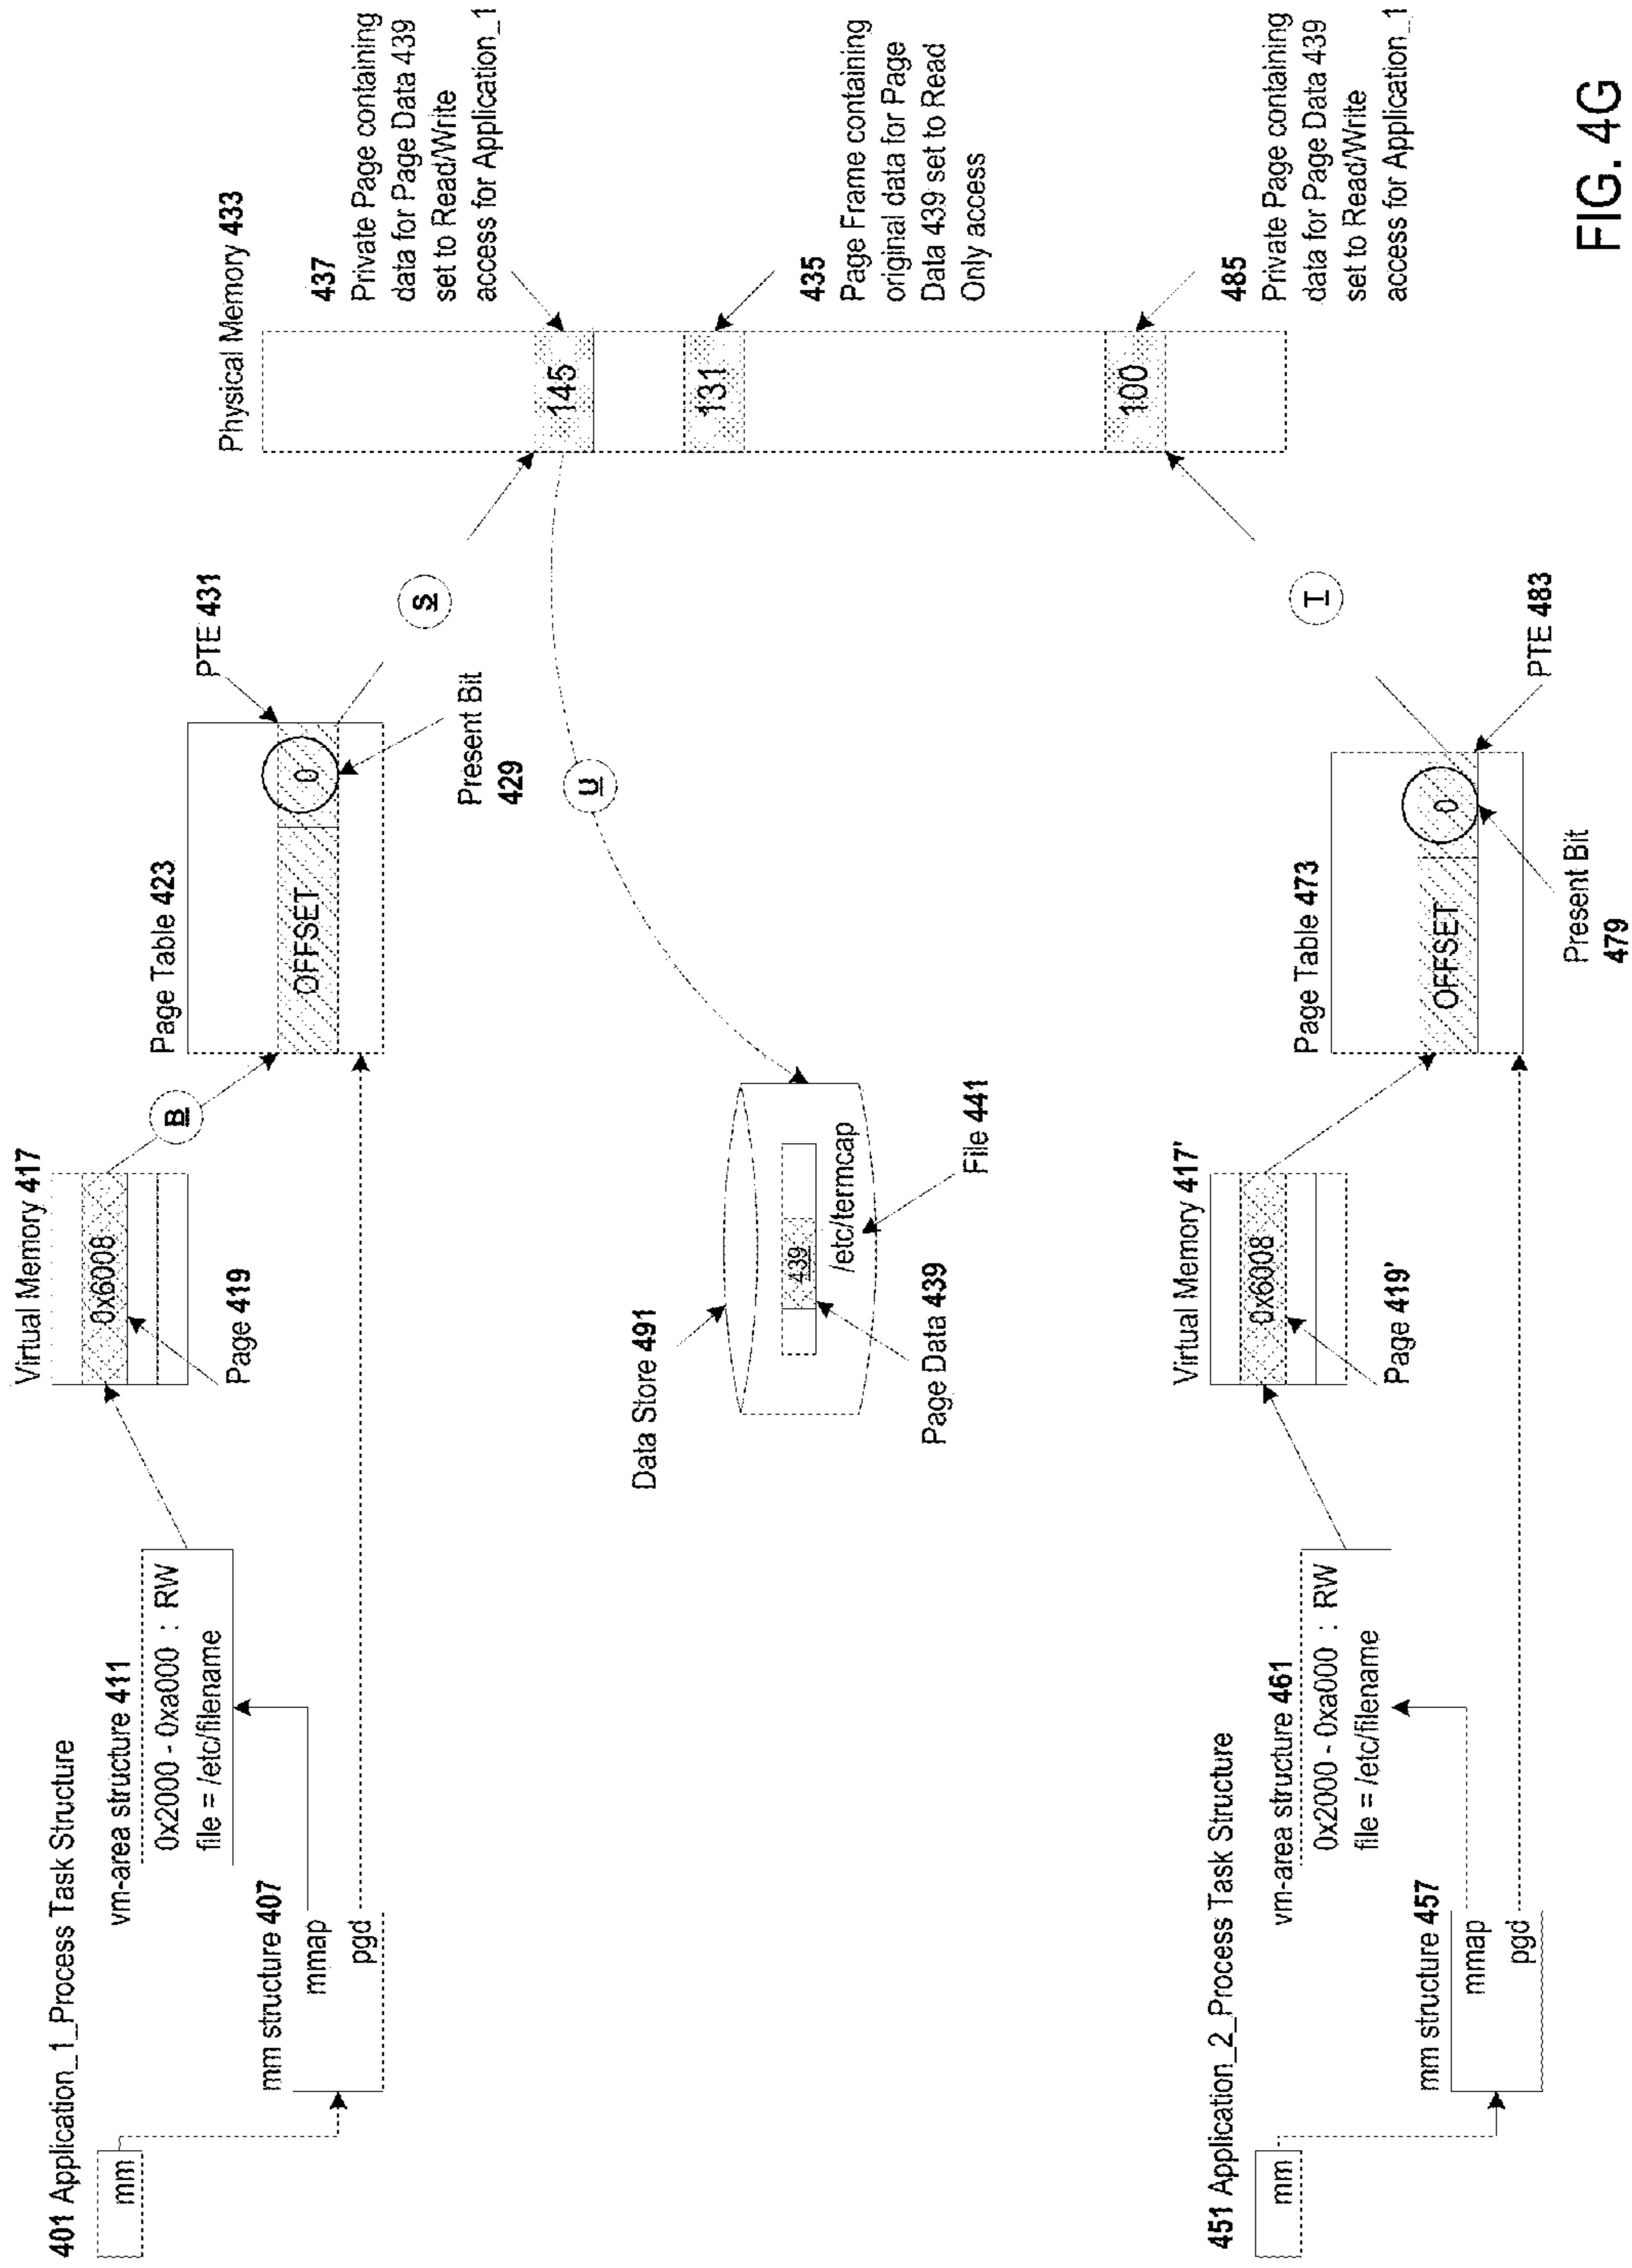 401 Application_1_Process Task Structure
mm
mm structure 407
mmap
pgd
vm-area structure 411
0x2000 - 0xa000 : RW
file = /etc/filename
Virtual Memory 417
0x6008
Page 419
B
Page Table 423
OFFSET
0
PTE 431
Present Bit
429
S
Physical Memory 433
145
131
100
437
Private Page containing
data for Page Data 439
set to Read/Write
access for Application_1
435
Page Frame containing
original data for Page
Data 439 set to Read
Only access
485
Private Page containing
data for Page Data 439
set to Read/Write
access for Application_1
U
Data Store 491
439
/etc/termcap
Page Data 439
File 441
451 Application_2_Process Task Structure
mm
mm structure 457
mmap
pgd
vm-area structure 461
0x2000 - 0xa000 : RW
file = /etc/filename
Virtual Memory 417'
0x6008
Page 419'
Page Table 473
OFFSET
0
Present Bit
479
PTE 483
T
FIG. 4G